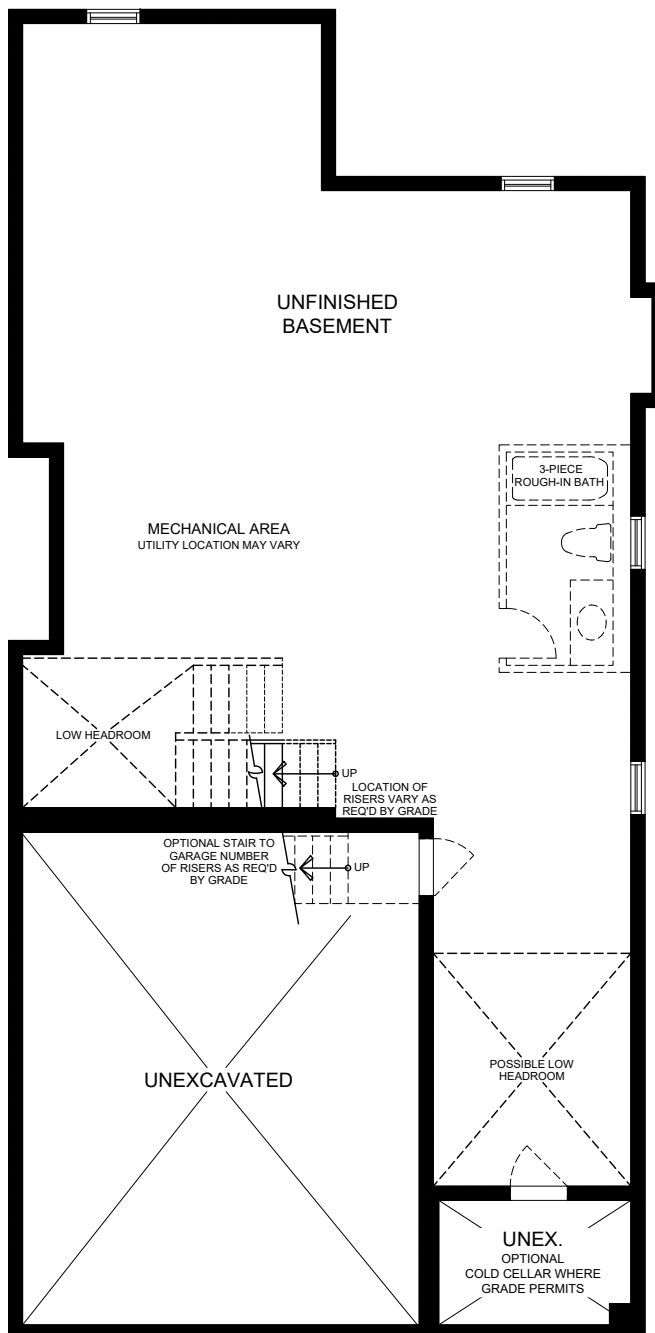 UNFINISHED
BASEMENT
3-PIECE
ROUGH-IN BATH
MECHANICAL AREA
UTILITY LOCATION MAY VARY
LOW HEADROOM
UP
LOCATION OF
RISERS VARY AS
REQ'D BY GRADE
OPTIONAL STAIR TO
GARAGE NUMBER
OF RISERS AS REQ'D
BY GRADE
UP
UNEXCAVATED
POSSIBLE LOW
HEADROOM
UNEX.
OPTIONAL
COLD CELLAR WHERE
GRADE PERMITS